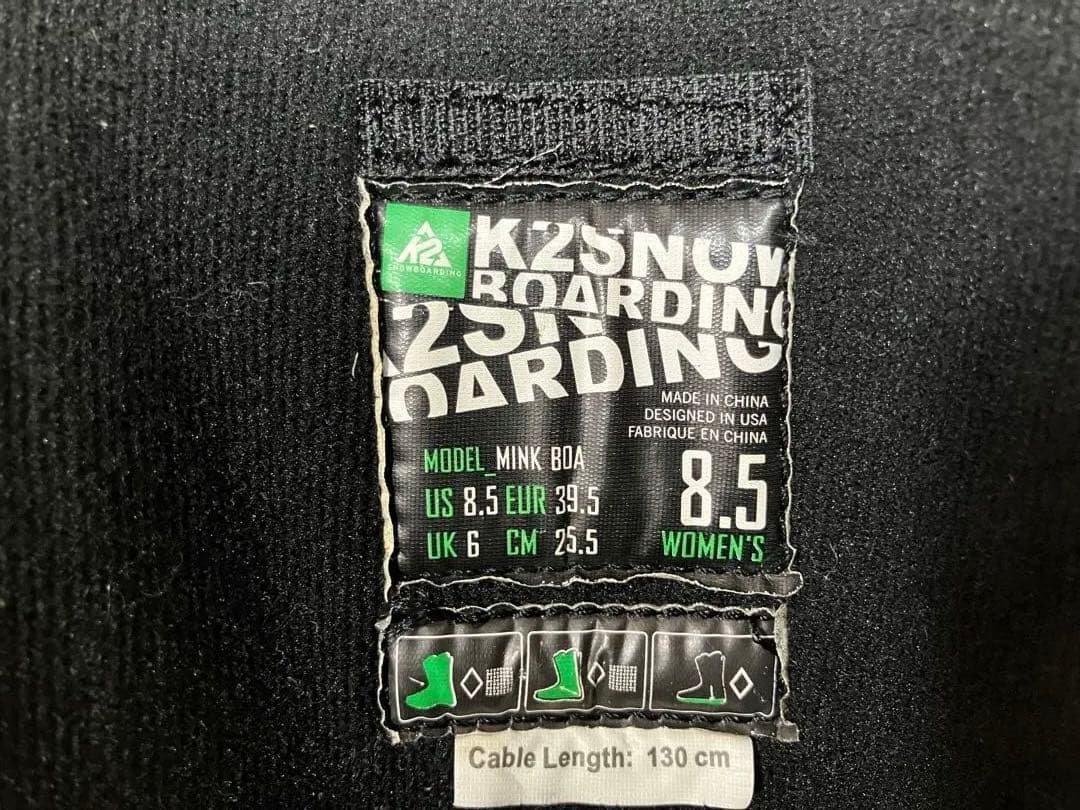 K2
SNOWBOARDING
K2SNOW
BOARDING
2SN
OARDING
MADE IN CHINA
DESIGNED IN USA
FABRIQUE EN CHINA
MODEL_MINK BOA
US 8.5 EUR 39.5
UK 6 CM 25.5
8.5
WOMEN'S
Cable Length: 130 cm